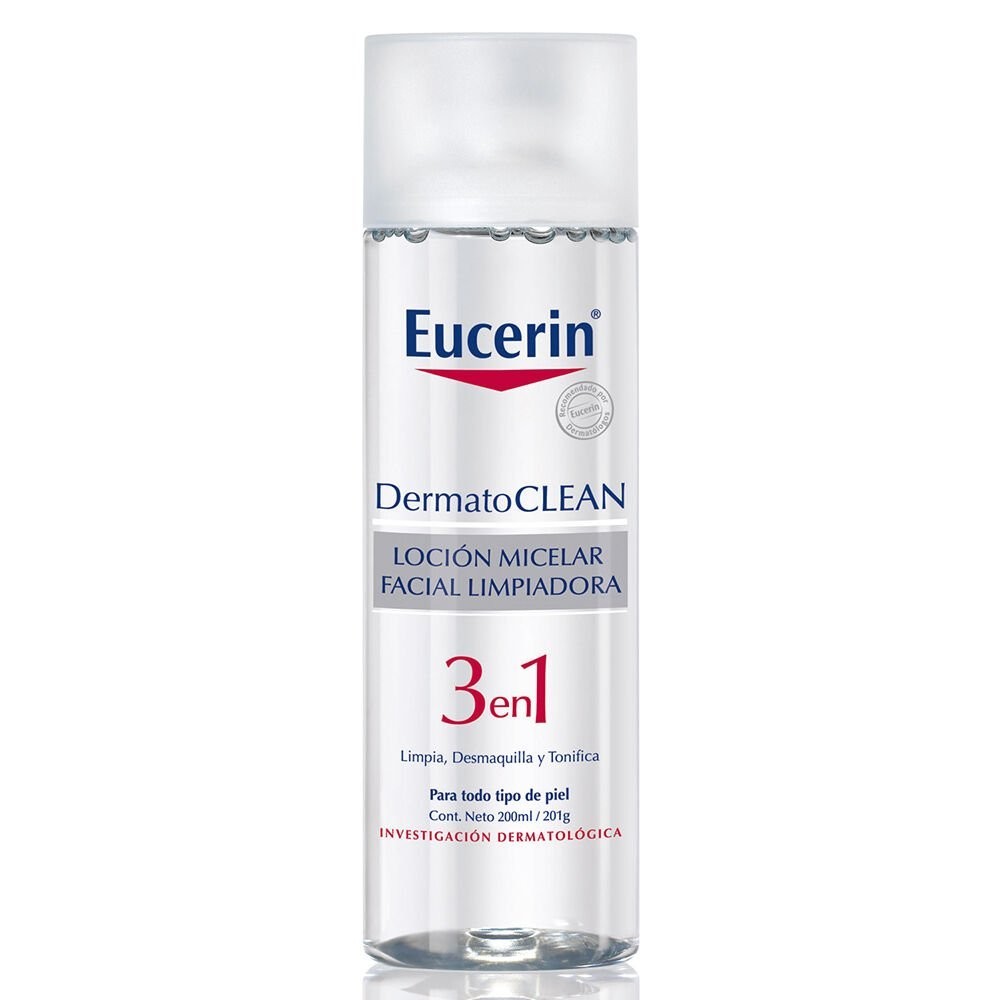 Eucerin®
Recomendado por
Eucerin
Dermatólogos
DermatoCLEAN
LOCIÓN MICELAR
FACIAL LIMPIADORA
3en1
Limpia, Desmaquilla y Tonifica
Para todo tipo de piel
Cont. Neto 200ml / 201g
INVESTIGACIÓN DERMATOLÓGICA